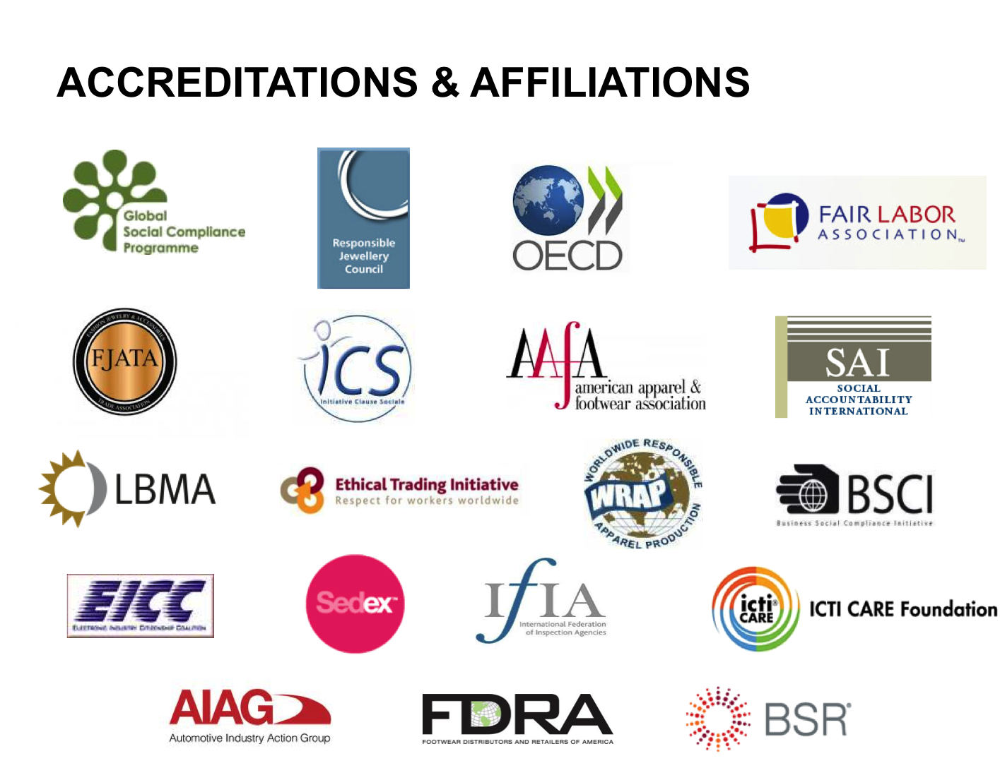 ACCREDITATIONS & AFFILIATIONS
Global
Social Compliance
Programme
Responsible
Jewellery
Council
OECD
FAIR LABOR
ASSOCIATION™
FASHION JEWELRY & ACCESSORIES
FJATA
TRADE ASSOCIATION
ICS
Initiative Clause Sociale
AAfA
american apparel &
footwear association
SAI
SOCIAL
ACCOUNTABILITY
INTERNATIONAL
LBMA
Ethical Trading Initiative
Respect for workers worldwide
WORLDWIDE RESPONSIBLE
WRAP
APPAREL PRODUCTION
BSCI
Business Social Compliance Initiative
EICC
ELECTRONIC INDUSTRY CITIZENSHIP COALITION
Sedex™
IfIA
International Federation
of Inspection Agencies
icti®
CARE
ICTI CARE Foundation
AIAG
Automotive Industry Action Group
FDRA
FOOTWEAR DISTRIBUTORS AND RETAILERS OF AMERICA
BSR®